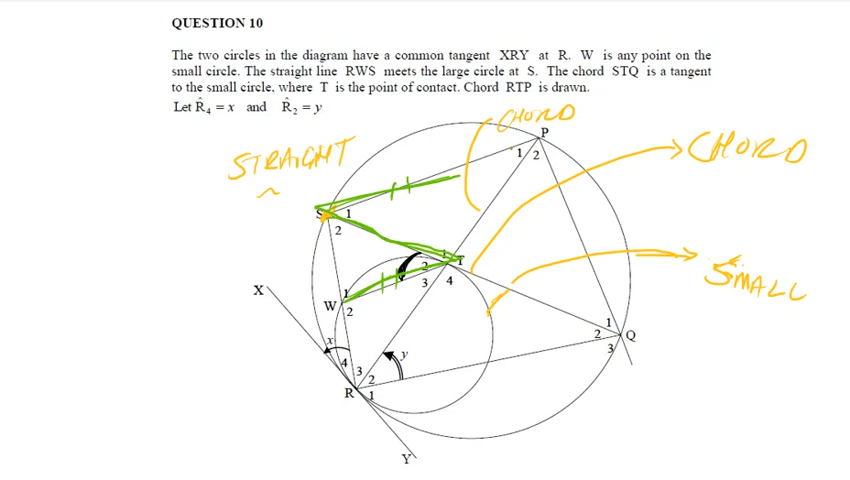 QUESTION 10
The two circles in the diagram have a common tangent XRY at R. W is any point on the
small circle. The straight line RWS meets the large circle at S. The chord STQ is a tangent
to the small circle, where T is the point of contact. Chord RTP is drawn.
Let R̂₄ = x and R̂₂ = y
CHORD
P
STRAIGHT
1 2
CHORD
S 1
2
1 T
2
SMALL
3 4
X
1
W 2
1
2 Q
3
x
y
4 3 2
R 1
Y